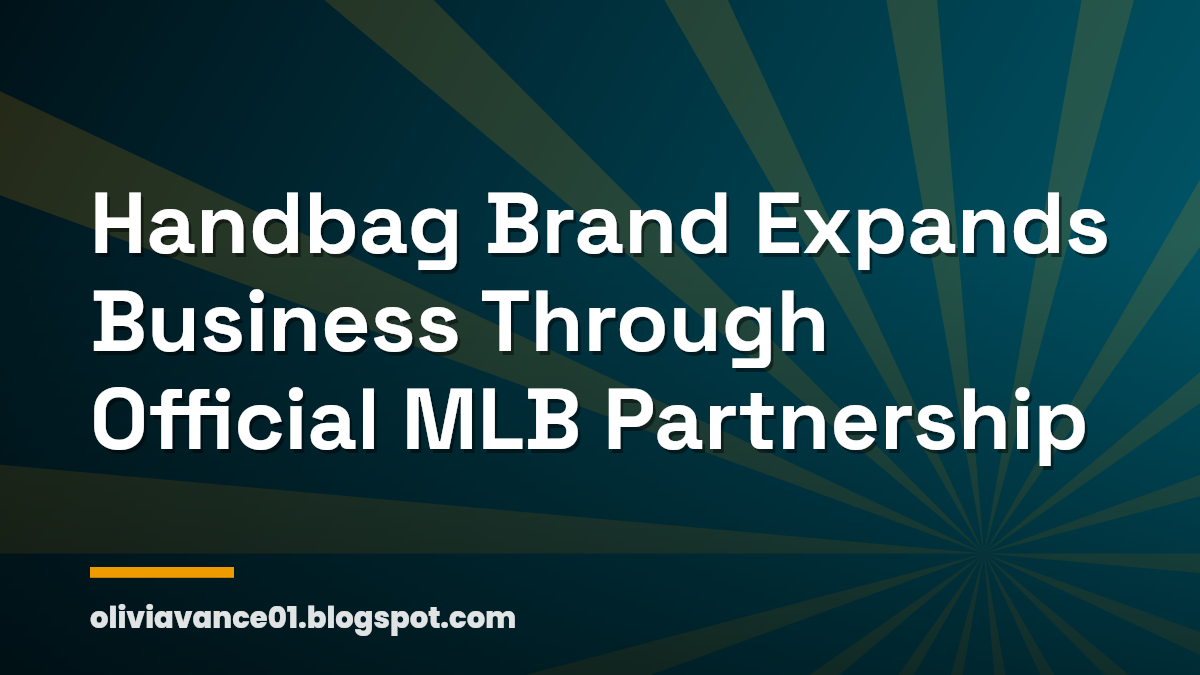 Handbag Brand Expands
Business Through
Official MLB Partnership
oliviavance01.blogspot.com